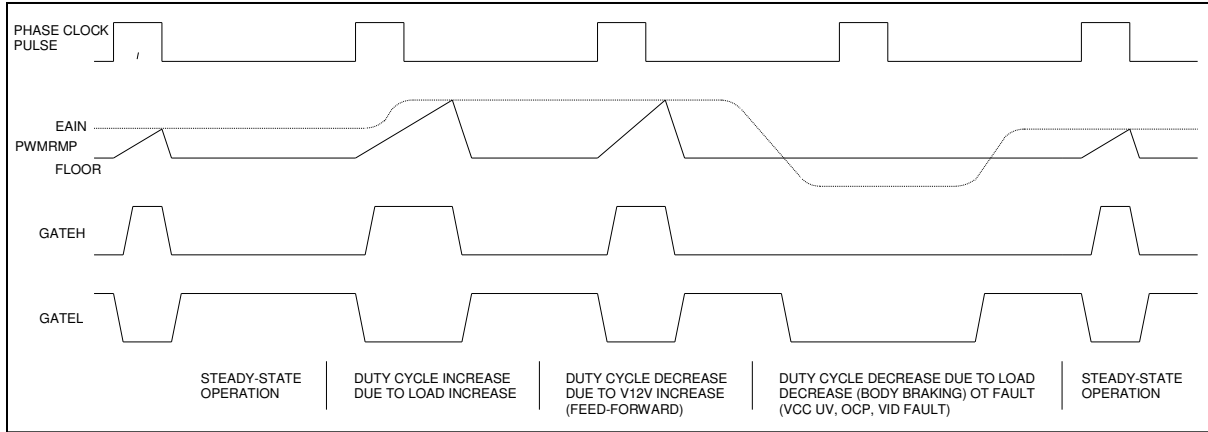 PHASE CLOCK
PULSE
EAIN
PWMRMP
FLOOR
GATEH
GATEL
STEADY-STATE
OPERATION
DUTY CYCLE INCREASE
DUE TO LOAD INCREASE
DUTY CYCLE DECREASE
DUE TO V12V INCREASE
(FEED-FORWARD)
DUTY CYCLE DECREASE DUE TO LOAD
DECREASE (BODY BRAKING) OT FAULT
(VCC UV, OCP, VID FAULT)
STEADY-STATE
OPERATION